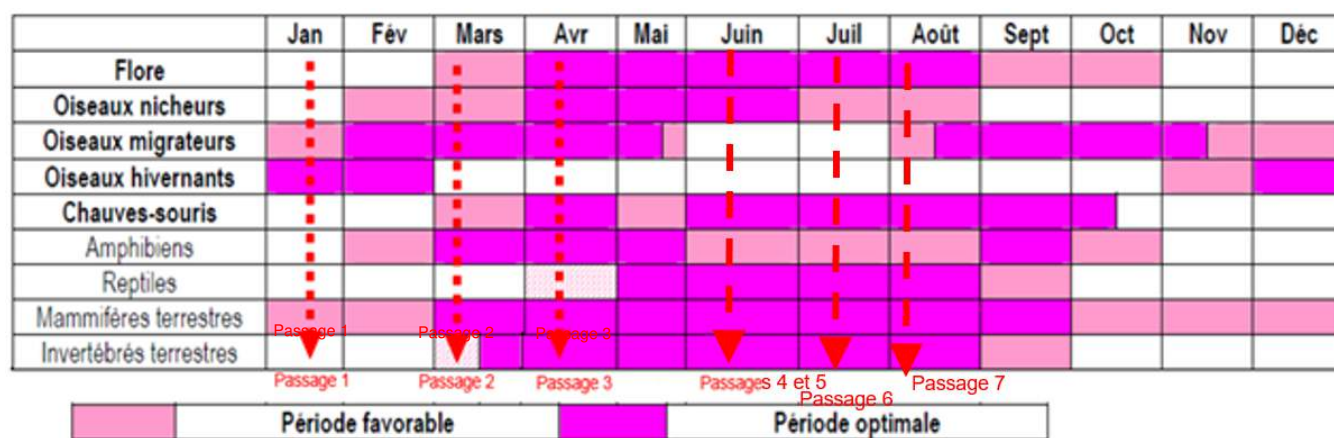 Jan Fév Mars Avr Mai Juin Juil Août Sept Oct Nov Déc
Flore
Oiseaux nicheurs
Oiseaux migrateurs
Oiseaux hivernants
Chauves-souris
Amphibiens
Reptiles
Mammifères terrestres
Passage 1 Passage 2 Passage 3
Invertébrés terrestres
Passage 1 Passage 2 Passage 3 Passages 4 et 5 Passage 7
Passage 6
Période favorable Période optimale